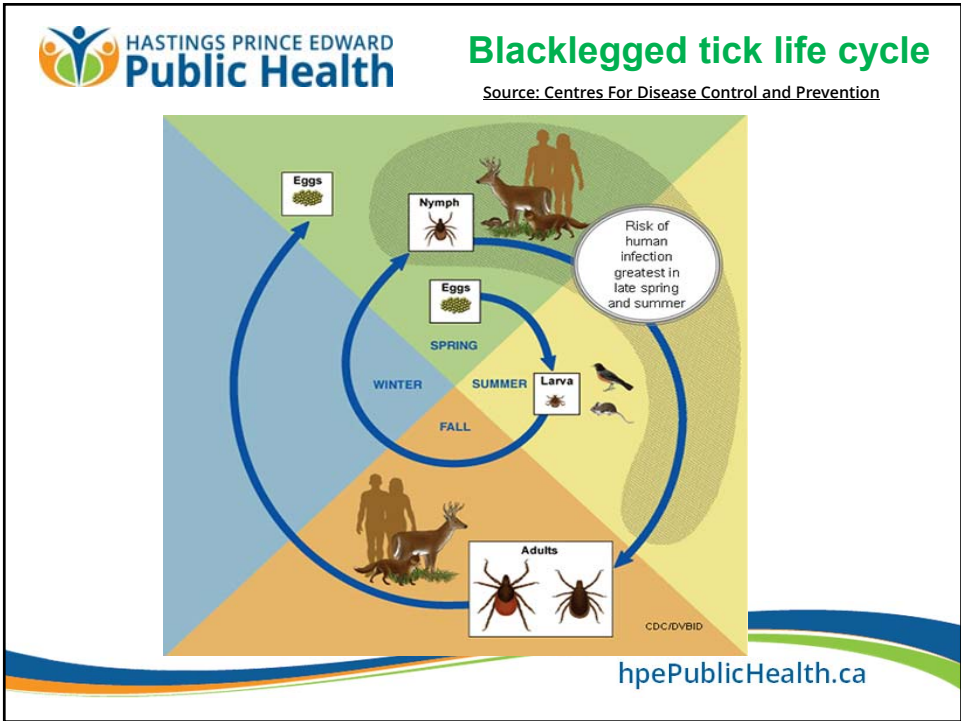 HASTINGS PRINCE EDWARD
Public Health
Blacklegged tick life cycle
Source: Centres For Disease Control and Prevention
Eggs
Nymph
Risk of
human
infection
greatest in
late spring
and summer
Eggs
SPRING
WINTER
SUMMER
Larva
FALL
Adults
CDC/DVBID
hpePublicHealth.ca